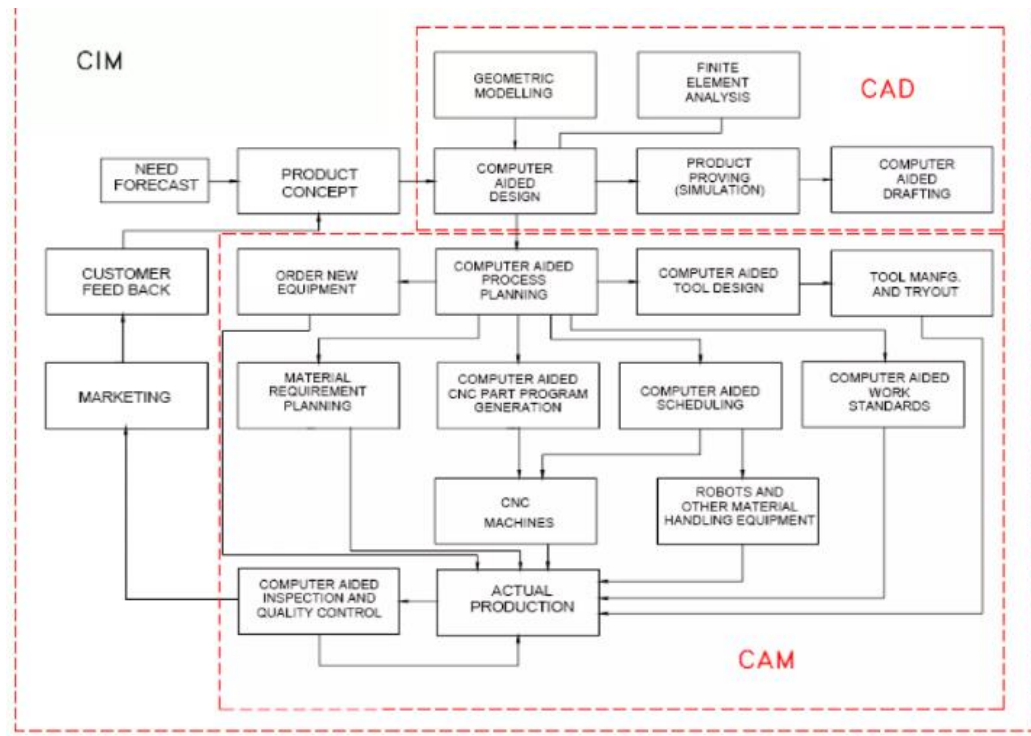 CIM
GEOMETRIC
MODELLING
FINITE
ELEMENT
ANALYSIS
CAD
NEED
FORECAST
PRODUCT
CONCEPT
COMPUTER
AIDED
DESIGN
PRODUCT
PROVING
(SIMULATION)
COMPUTER
AIDED
DRAFTING
CUSTOMER
FEED BACK
ORDER NEW
EQUIPMENT
COMPUTER AIDED
PROCESS
PLANNING
COMPUTER AIDED
TOOL DESIGN
TOOL MANFG.
AND TRYOUT
MARKETING
MATERIAL
REQUIREMENT
PLANNING
COMPUTER AIDED
CNC PART PROGRAM
GENERATION
COMPUTER AIDED
SCHEDULING
COMPUTER AIDED
WORK
STANDARDS
CNC
MACHINES
ROBOTS AND
OTHER MATERIAL
HANDLING EQUIPMENT
COMPUTER AIDED
INSPECTION AND
QUALITY CONTROL
ACTUAL
PRODUCTION
CAM